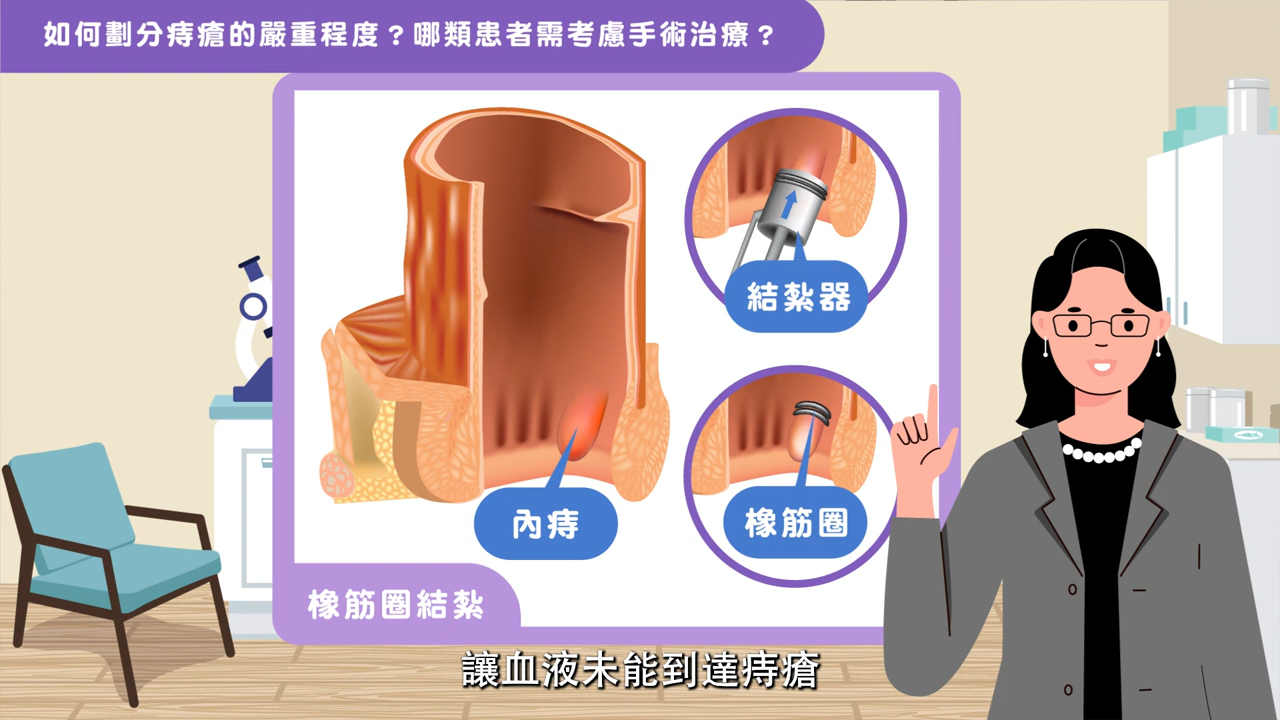 如何劃分痔瘡的嚴重程度？哪類患者需考慮手術治療？
結紮器
內痔
橡筋圈
橡筋圈結紮
讓血液未能到達痔瘡